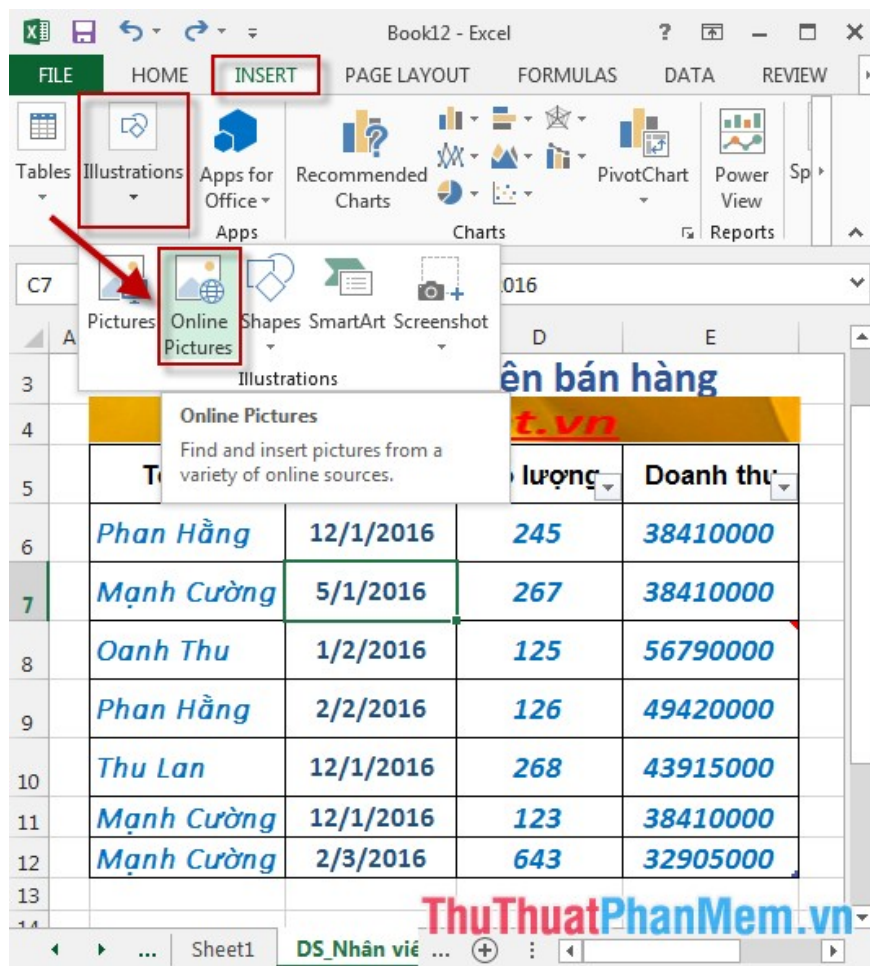 Book12 - Excel
?
FILE HOME INSERT PAGE LAYOUT FORMULAS DATA REVIEW
Tables Illustrations Apps for Office Recommended Charts PivotChart Power View
Apps Charts Reports
C7
Pictures Online Pictures Shapes SmartArt Screenshot
Illustrations
Online Pictures
Find and insert pictures from a
variety of online sources.
A D E
3 bán hàng
4
5 lượng Doanh thu
6 Phan Hằng 12/1/2016 245 38410000
7 Mạnh Cường 5/1/2016 267 38410000
8 Oanh Thu 1/2/2016 125 56790000
9 Phan Hằng 2/2/2016 126 49420000
10 Thu Lan 12/1/2016 268 43915000
11 Mạnh Cường 12/1/2016 123 38410000
12 Mạnh Cường 2/3/2016 643 32905000
13
ThuThuatPhanMem.vn
... Sheet1 DS_Nhân viê ...